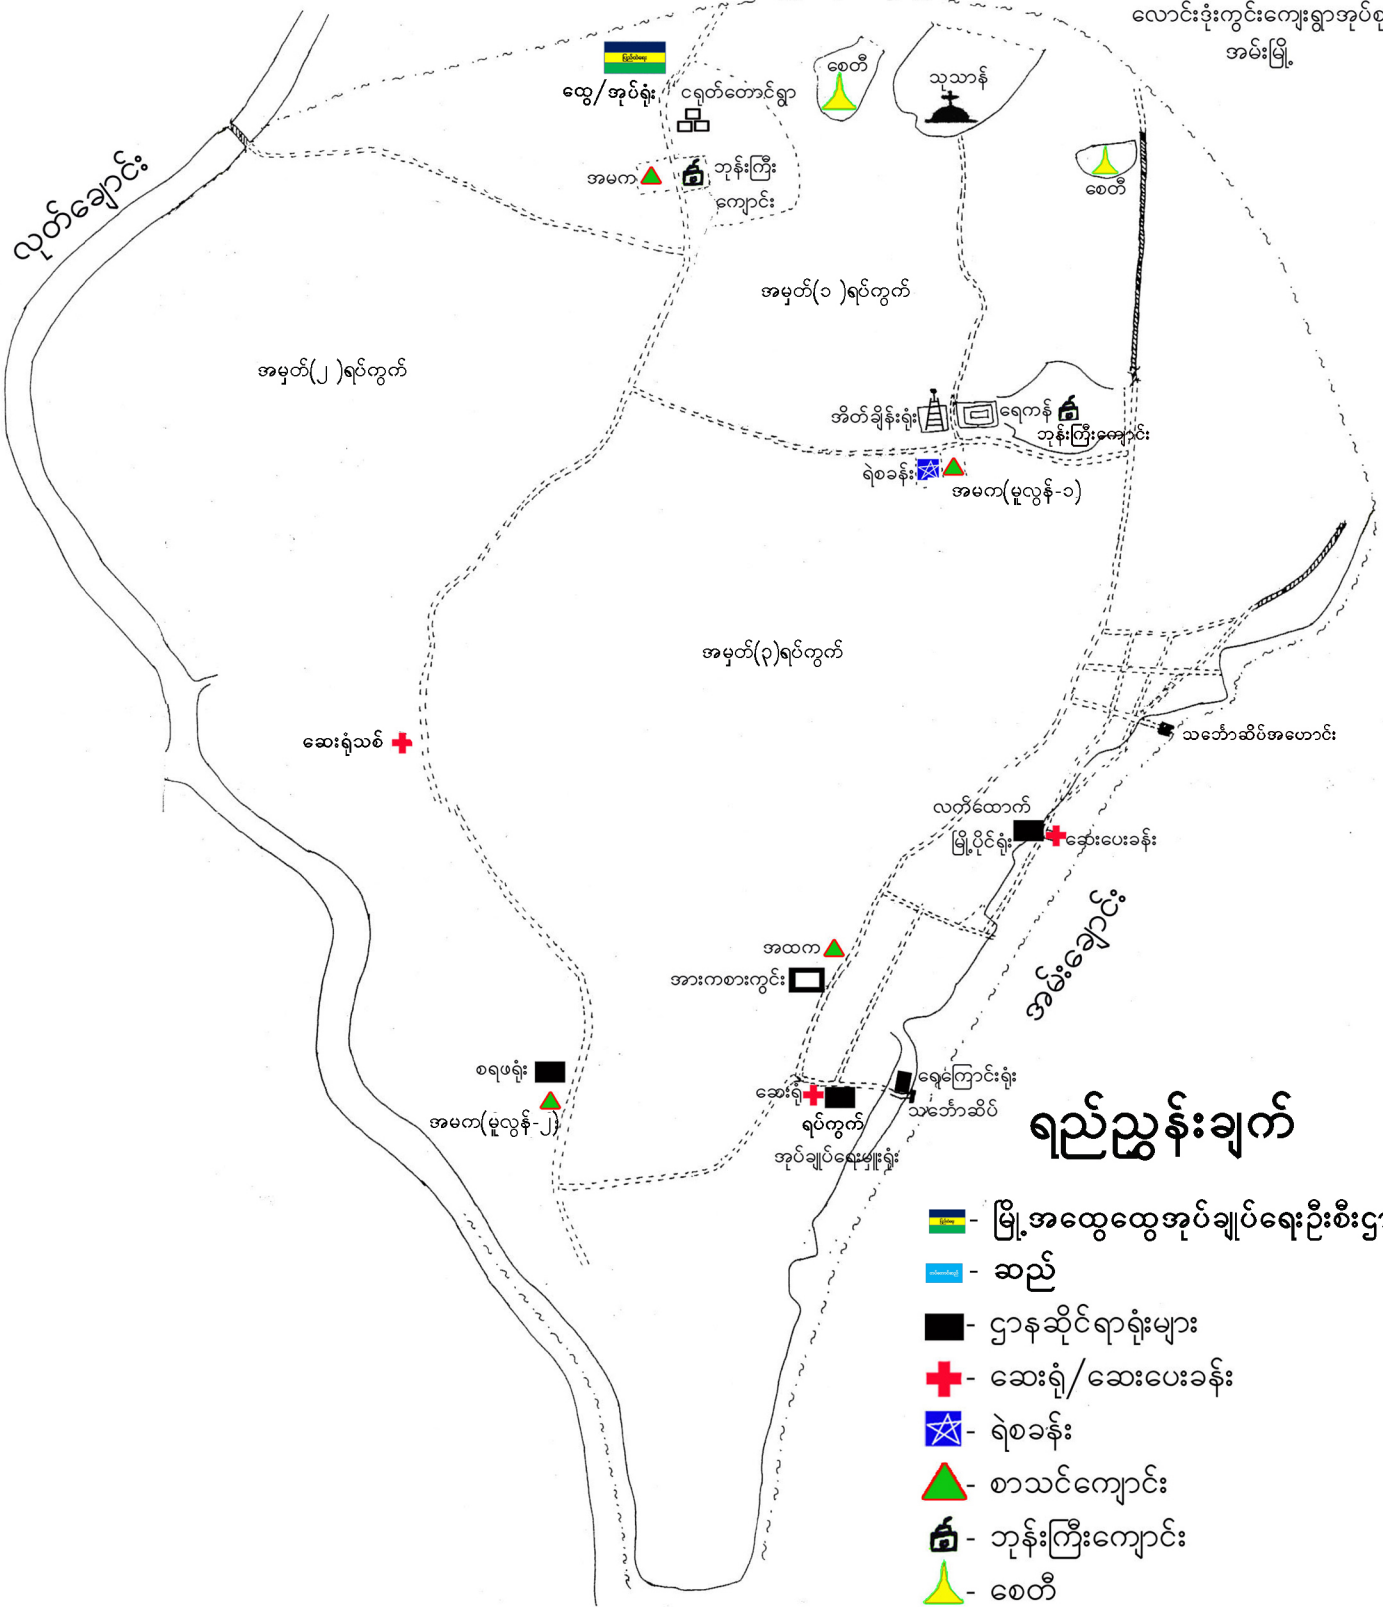 လောင်းဒုံးကွင်းကျေးရွာအုပ်စု
အမ်းမြို့
ထွေ/အုပ်ရုံး
ငရုတ်တောင်ရွာ
စေတီ
သုသာန်
စေတီ
အမက
ဘုန်းကြီး
ကျောင်း
လုတ်ချောင်း
အမှတ်(၁ )ရပ်ကွက်
အမှတ်(၂ )ရပ်ကွက်
အိတ်ချိန်းရုံး
ရေကန်
ဘုန်းကြီးကျောင်း
ရဲစခန်း
အမက(မူလွန်-၁)
အမှတ်(၃)ရပ်ကွက်
ဆေးရုံသစ်
သင်္ဘောဆိပ်အဟောင်း
လက်ထောက်
မြို့ပိုင်ရုံး
ဆေးပေးခန်း
အမ်းချောင်း
အထက
အားကစားကွင်း
စရဖရုံး
အမက(မူလွန်-၂)
ဆေးရုံ
ရပ်ကွက်
အုပ်ချုပ်ရေးမှူးရုံး
ရေကြောင်းရုံး
သင်္ဘောဆိပ်
ရည်ညွှန်းချက်
- မြို့အထွေထွေအုပ်ချုပ်ရေးဦးစီးဌာ
- ဆည်
- ဌာနဆိုင်ရာရုံးများ
- ဆေးရုံ/ဆေးပေးခန်း
- ရဲစခန်း
- စာသင်ကျောင်း
- ဘုန်းကြီးကျောင်း
- စေတီ